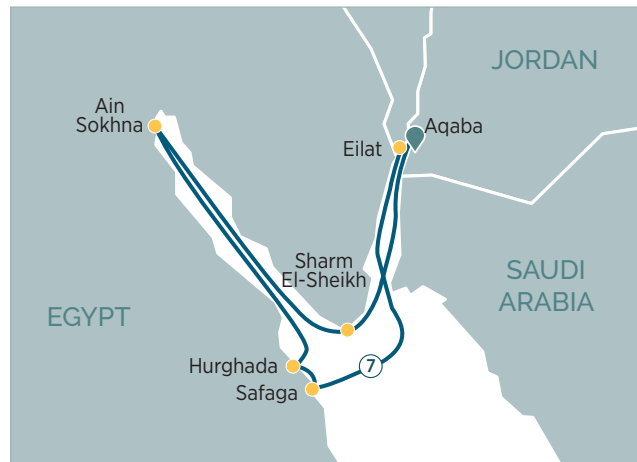 JORDAN
Ain
Sokhna
Aqaba
Eilat
Sharm
El-Sheikh
SAUDI
ARABIA
EGYPT
Hurghada
7
Safaga